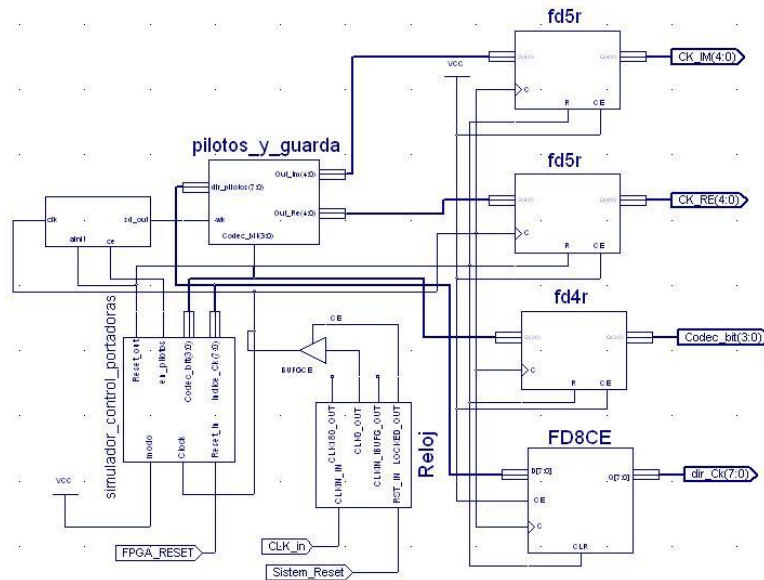 fd5r
VCC
CK_IM(4:0)
C
R
CE
pilotos_y_guarda
dir_pilotos(7:0)
Out_Im(4:0)
Out_Re(4:0)
Codec_bit(3:0)
fd5r
CK_RE(4:0)
C
R
CE
clk
sd_out
ce
fd4r
Codec_bit(3:0)
C
R
CE
simulador_control_portadoras
Reset_out
en_pilotos
Codec_bit(3:0)
Indice_Ck(7:0)
modo
Clock
Reset_In
VCC
FPGA_RESET
CE
BUFGCE
Reloj
CLK180_OUT
CLK0_OUT
CLKIN_IBUFG_OUT
LOCKED_OUT
CLKIN_IN
RST_IN
CLK_in
Sistem_Reset
FD8CE
D[7:0]
Q[7:0]
CE
C
CLR
dir_Ck(7:0)